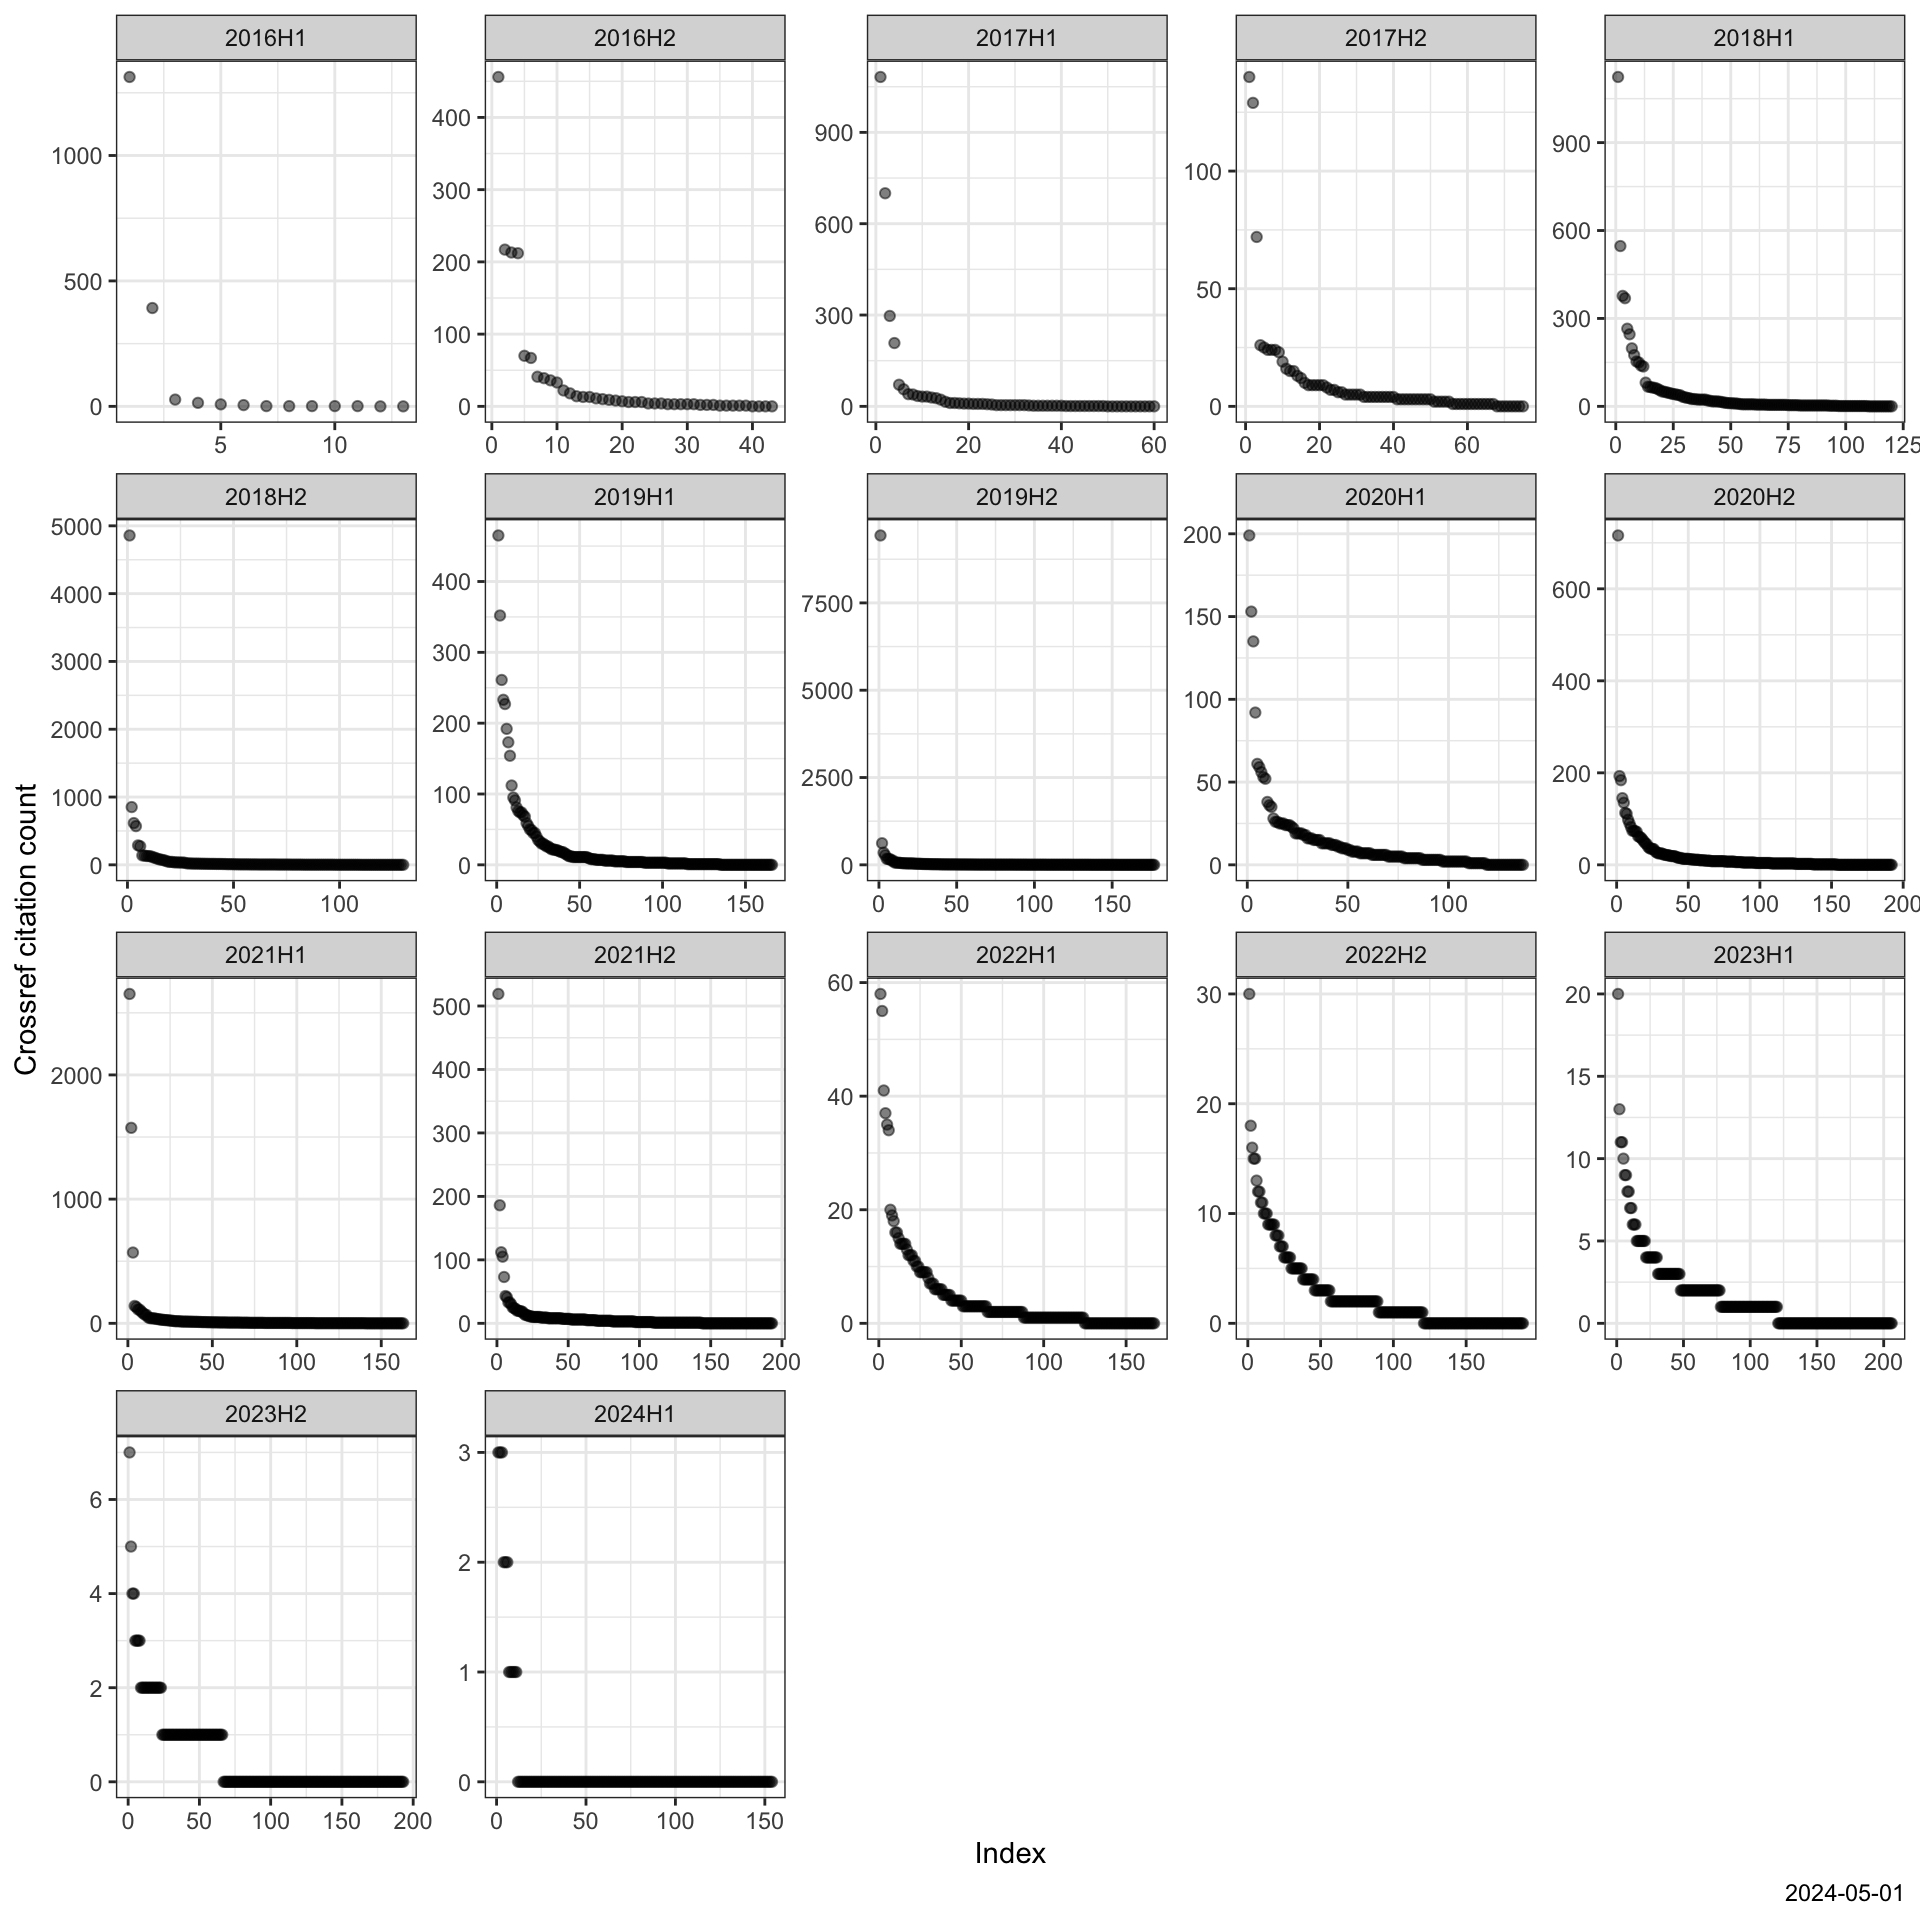 2016H1 2016H2 2017H1 2017H2 2018H1
1000 500 0 400 300 200 100 0 900 600 300 0 100 50 0 900 600 300 0
5 10 0 10 20 30 40 0 20 40 60 0 20 40 60 0 25 50 75 100 125
2018H2 2019H1 2019H2 2020H1 2020H2
5000 4000 3000 2000 1000 0 400 300 200 100 0 7500 5000 2500 0 200 150 100 50 0 600 400 200 0
0 50 100 0 50 100 150 0 50 100 150 0 50 100 0 50 100 150 200
Crossref citation count
2021H1 2021H2 2022H1 2022H2 2023H1
2000 1000 0 500 400 300 200 100 0 60 40 20 0 30 20 10 0 20 15 10 5 0
0 50 100 150 0 50 100 150 200 0 50 100 150 0 50 100 150 0 50 100 150 200
2023H2 2024H1
6 4 2 0 3 2 1 0
0 50 100 150 200 0 50 100 150
Index
2024-05-01